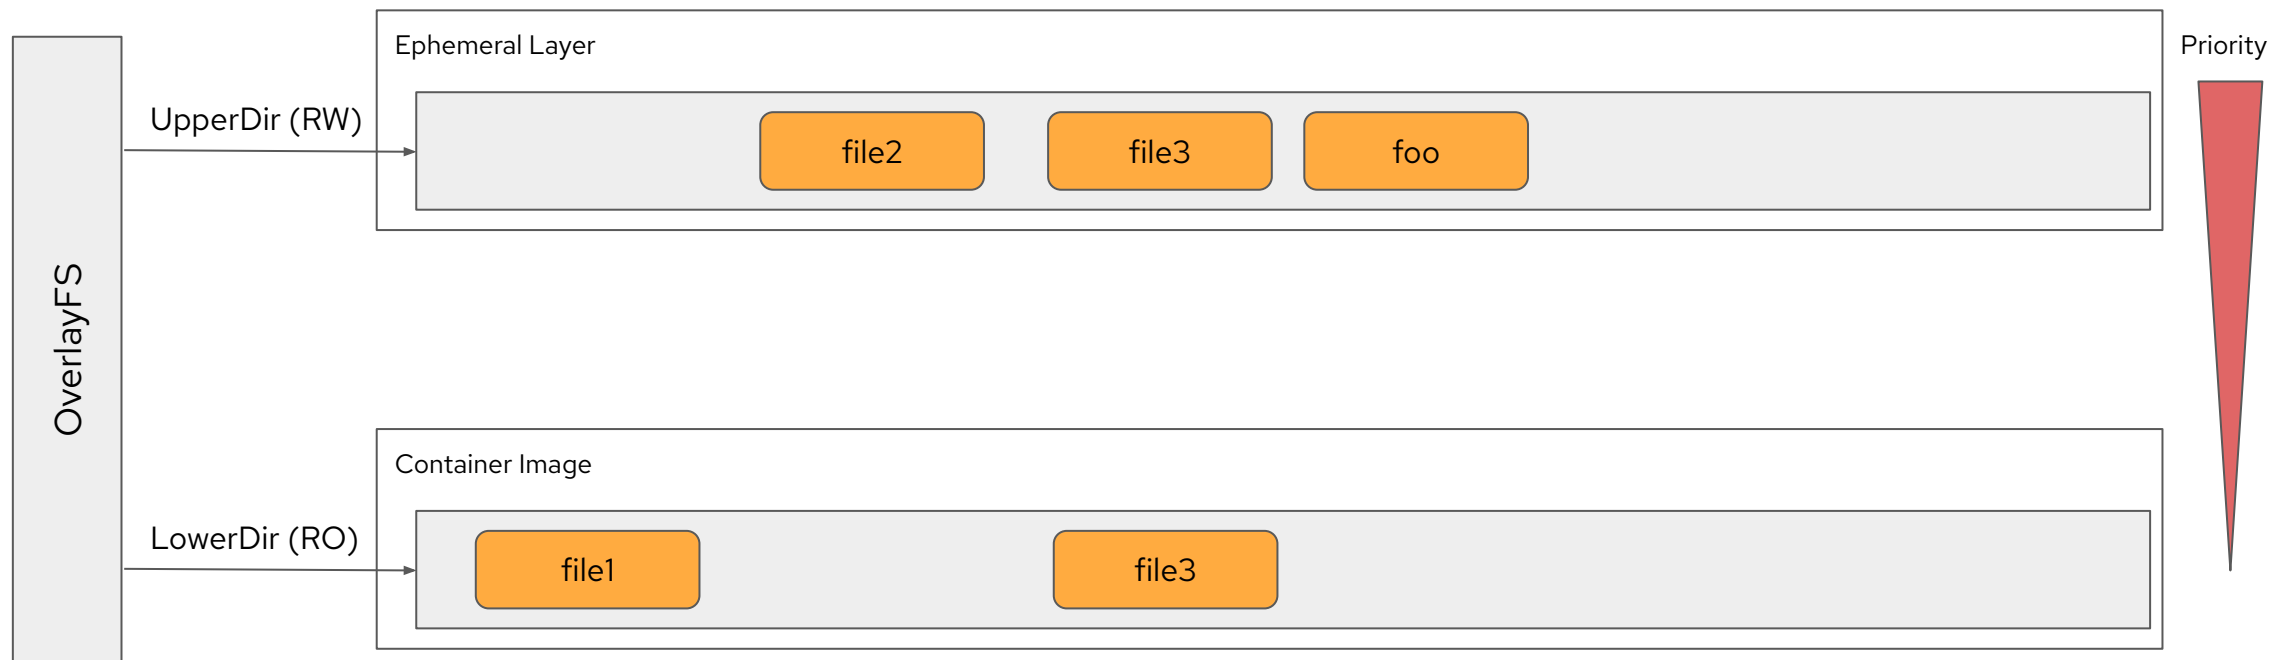 Ephemeral Layer
Priority
UpperDir (RW)
file2
file3
foo
OverlayFS
Container Image
LowerDir (RO)
file1
file3